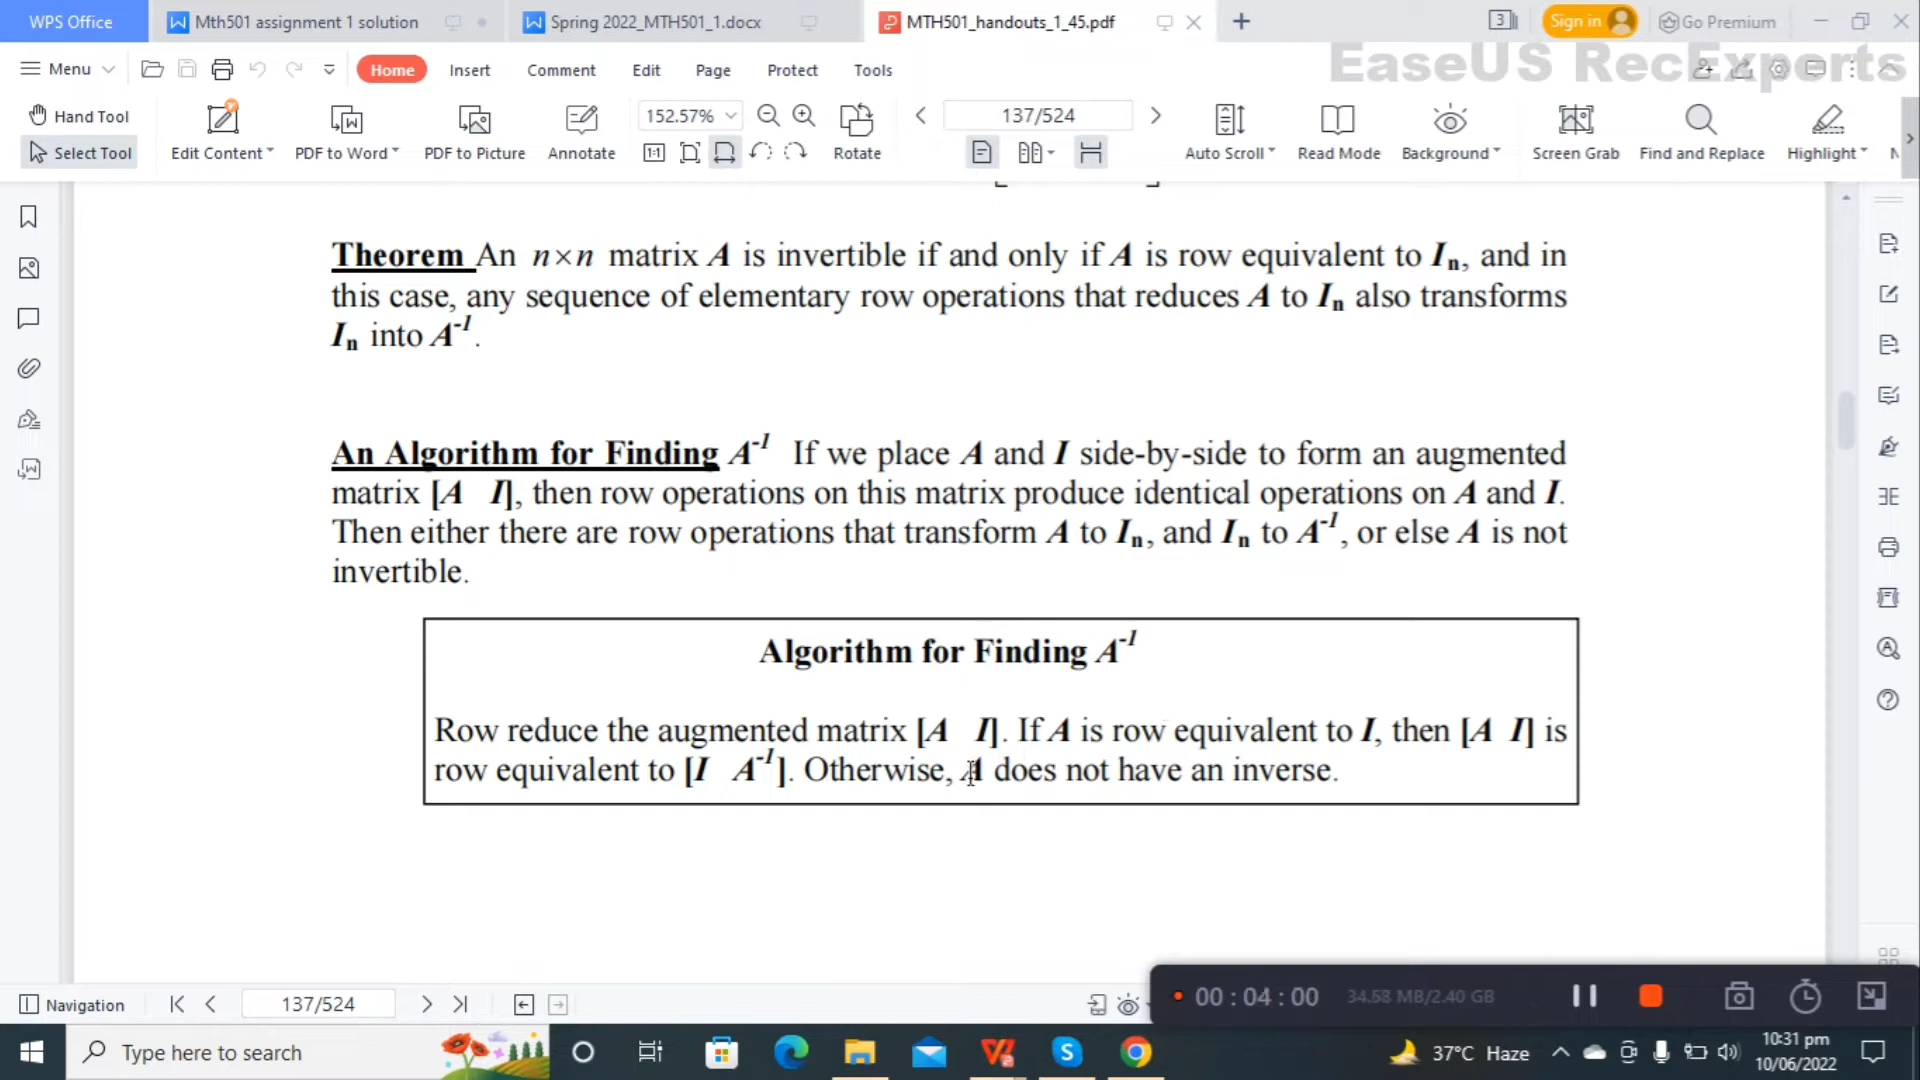 WPS Office Mth501 assignment 1 solution Spring 2022_MTH501_1.docx MTH501_handouts_1_45.pdf 3 Sign in Go Premium
EaseUS RecExperts
Menu Home Insert Comment Edit Page Protect Tools
Hand Tool 152.57% 137/524
Select Tool Edit Content PDF to Word PDF to Picture Annotate 1:1 Rotate Auto Scroll Read Mode Background Screen Grab Find and Replace Highlight
Theorem An n×n matrix A is invertible if and only if A is row equivalent to Iₙ, and in
this case, any sequence of elementary row operations that reduces A to Iₙ also transforms
Iₙ into A⁻¹.
An Algorithm for Finding A⁻¹ If we place A and I side-by-side to form an augmented
matrix [A I], then row operations on this matrix produce identical operations on A and I.
Then either there are row operations that transform A to Iₙ, and Iₙ to A⁻¹, or else A is not
invertible.
Algorithm for Finding A⁻¹
Row reduce the augmented matrix [A I]. If A is row equivalent to I, then [A I] is
row equivalent to [I A⁻¹]. Otherwise, A does not have an inverse.
Navigation 137/524
00 : 04 : 00 34.58 MB/2.40 GB
Type here to search 37°C Haze 10:31 pm
10/06/2022